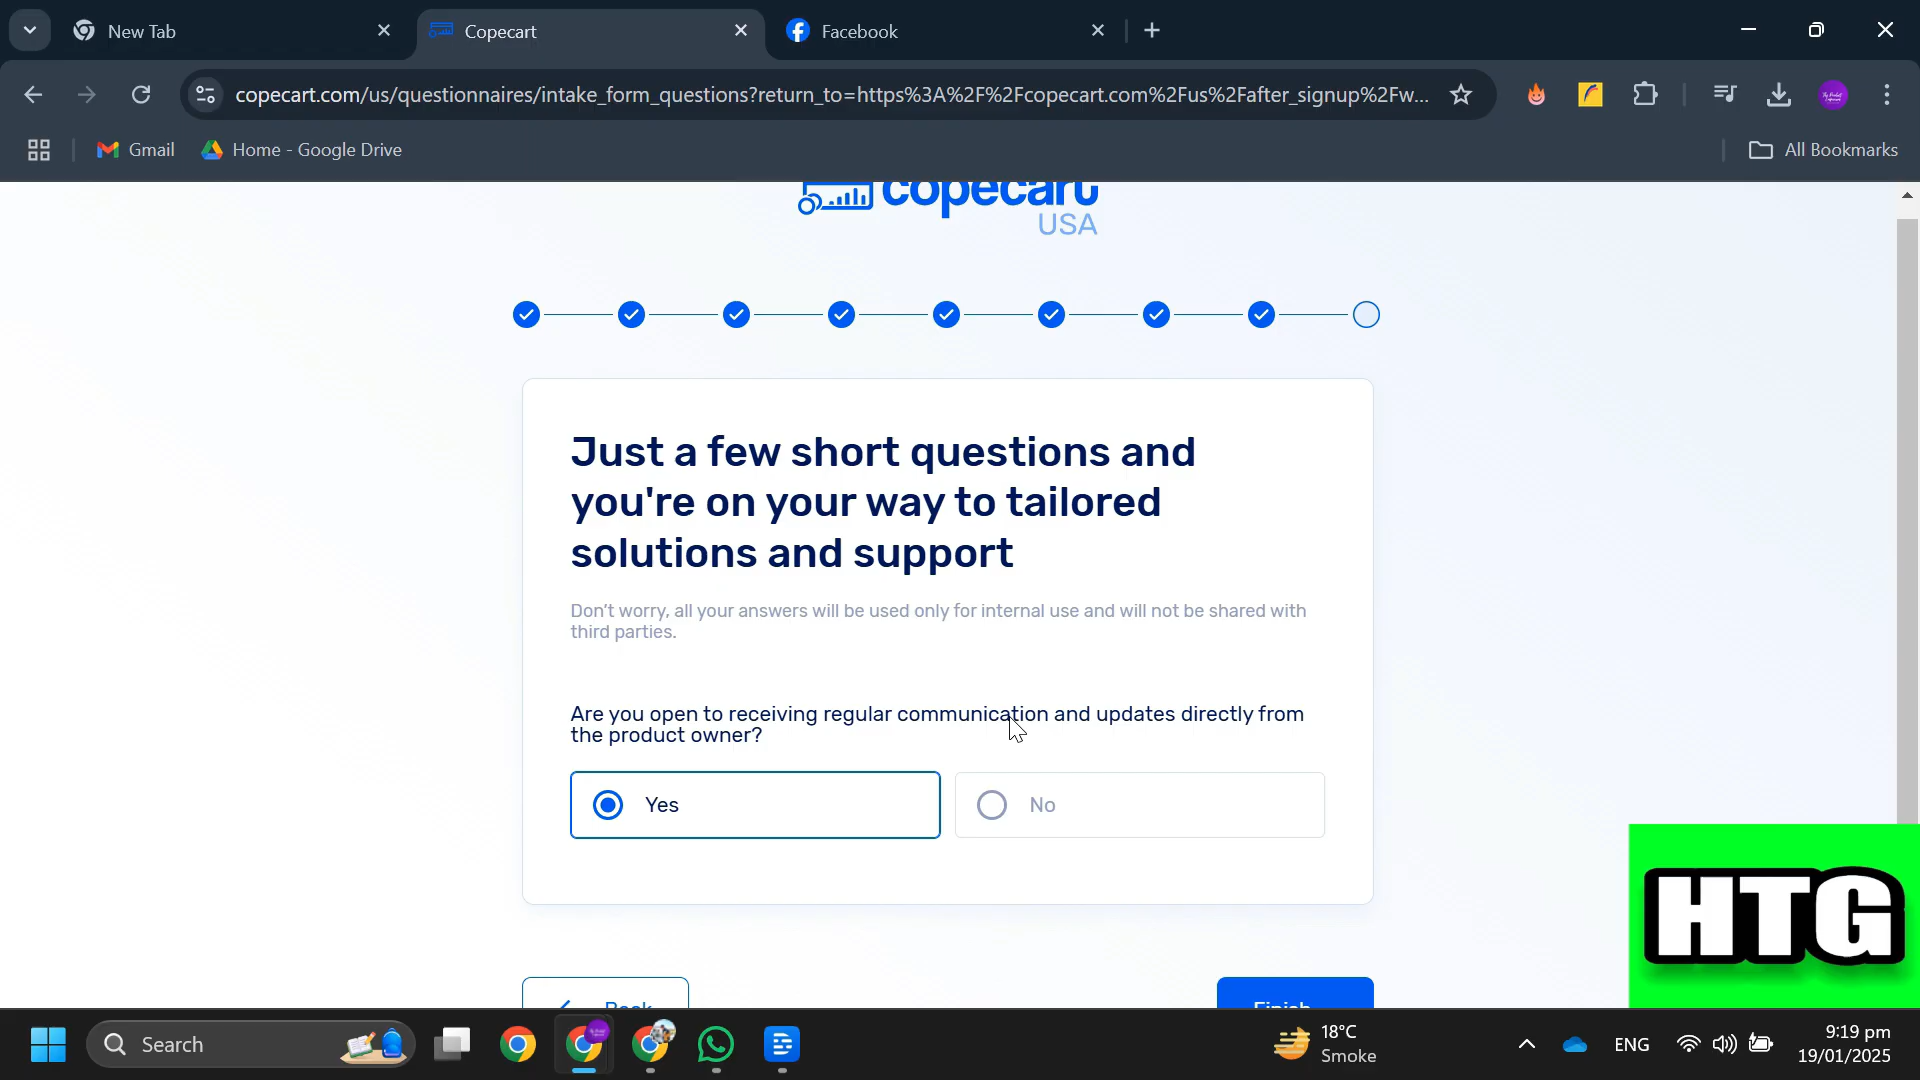 New Tab
Copecart
Facebook
copecart.com/us/questionnaires/intake_form_questions?return_to=https%3A%2F%2Fcopecart.com%2Fus%2Fafter_signup%2Fw...
Gmail
Home - Google Drive
All Bookmarks
copecart
USA
Just a few short questions and
you're on your way to tailored
solutions and support
Don't worry, all your answers will be used only for internal use and will not be shared with
third parties.
Are you open to receiving regular communication and updates directly from
the product owner?
Yes
No
Back
Finish
HTG
Search
18°C
Smoke
ENG
9:19 pm
19/01/2025